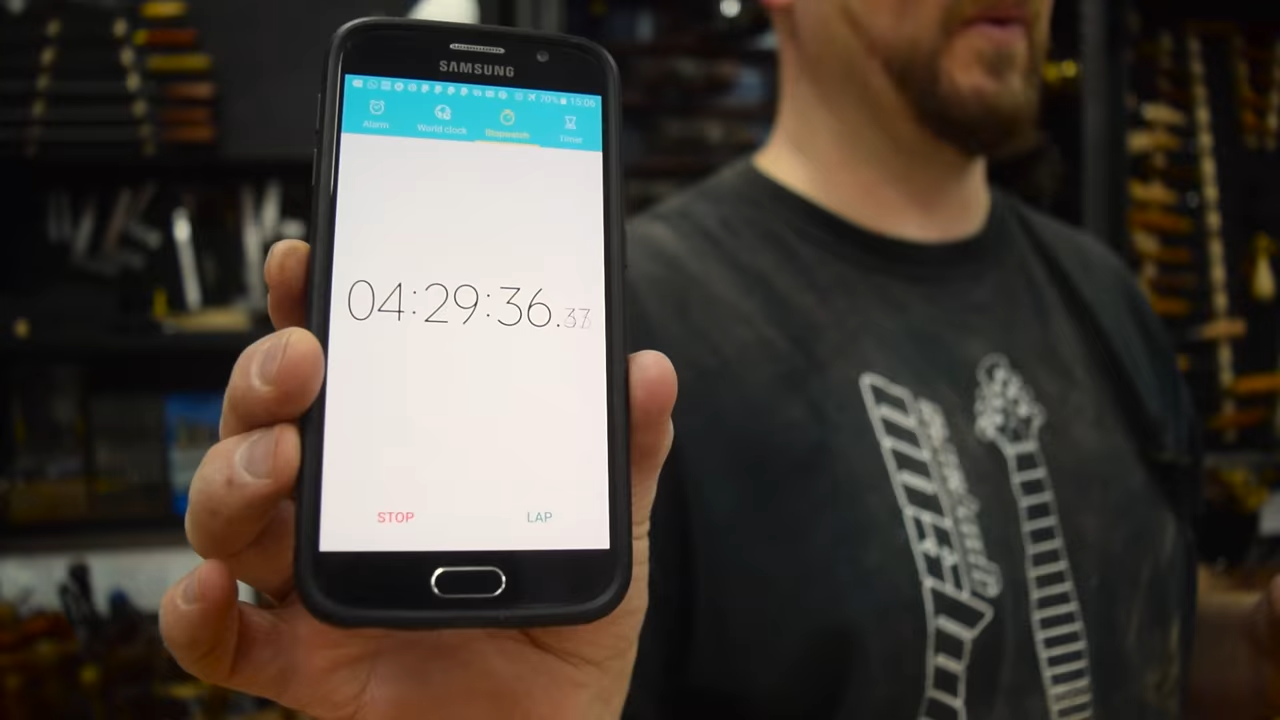 SAMSUNG
70% 15:06
Alarm World clock Stopwatch Timer
04:29:36.37
STOP LAP